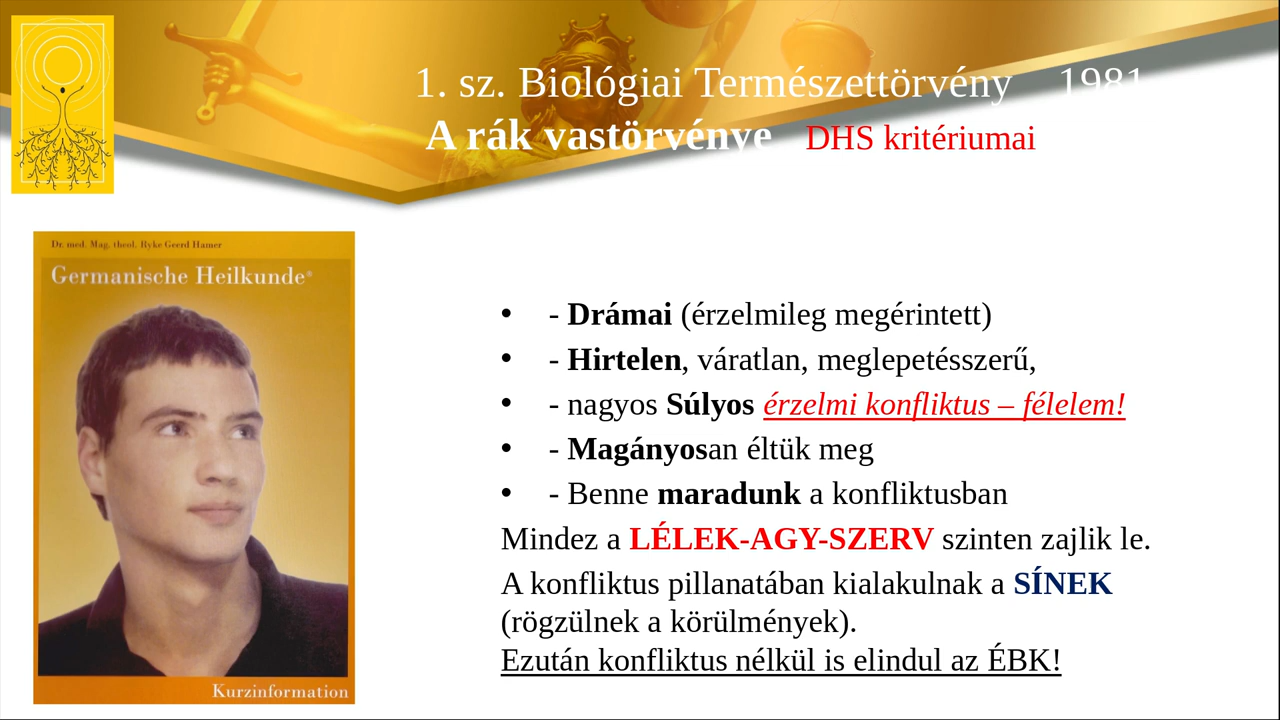 1. sz. Biológiai Természettörvény 1981
A rák vastörvénye DHS kritériumai
Dr. med. Mag. theol. Ryke Geerd Hamer
Germanische Heilkunde®
• - Drámai (érzelmileg megérintett)
• - Hirtelen, váratlan, meglepetésszerű,
• - nagyos Súlyos érzelmi konfliktus – félelem!
• - Magányosan éltük meg
• - Benne maradunk a konfliktusban
Mindez a LÉLEK-AGY-SZERV szinten zajlik le.
A konfliktus pillanatában kialakulnak a SÍNEK
(rögzülnek a körülmények).
Ezután konfliktus nélkül is elindul az ÉBK!
Kurzinformation